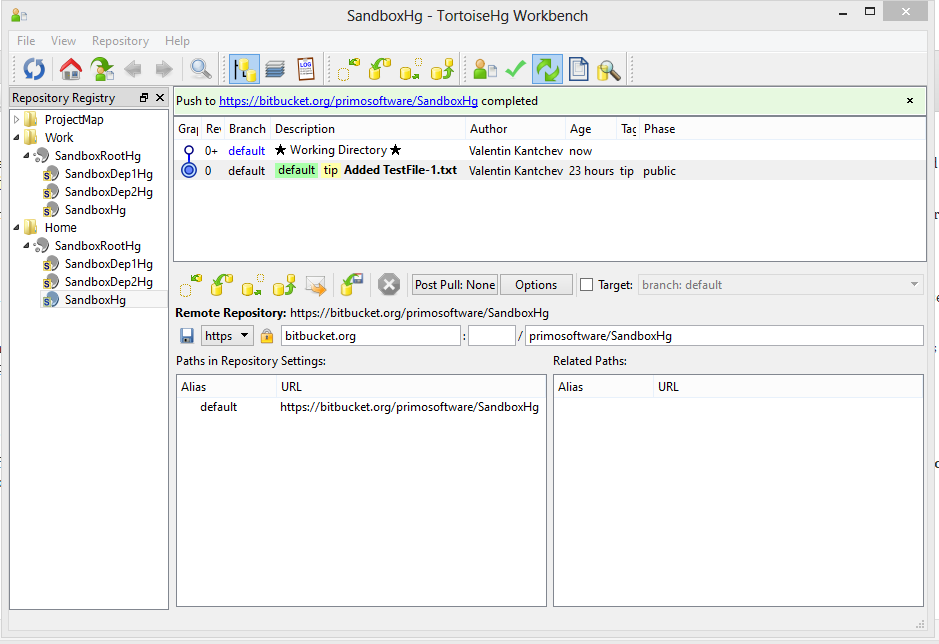 SandboxHg - TortoiseHg Workbench
File View Repository Help
LOG
Repository Registry
ProjectMap
Work
SandboxRootHg
SandboxDep1Hg
SandboxDep2Hg
SandboxHg
Home
SandboxRootHg
SandboxDep1Hg
SandboxDep2Hg
SandboxHg
Push to https://bitbucket.org/primosoftware/SandboxHg completed
Grap Rev Branch Description Author Age Tag Phase
0+ default ★ Working Directory ★ Valentin Kantchev now
0 default default tip Added TestFile-1.txt Valentin Kantchev 23 hours tip public
Post Pull: None Options Target: branch: default
Remote Repository: https://bitbucket.org/primosoftware/SandboxHg
https bitbucket.org : / primosoftware/SandboxHg
Paths in Repository Settings: Related Paths:
Alias URL Alias URL
default https://bitbucket.org/primosoftware/SandboxHg